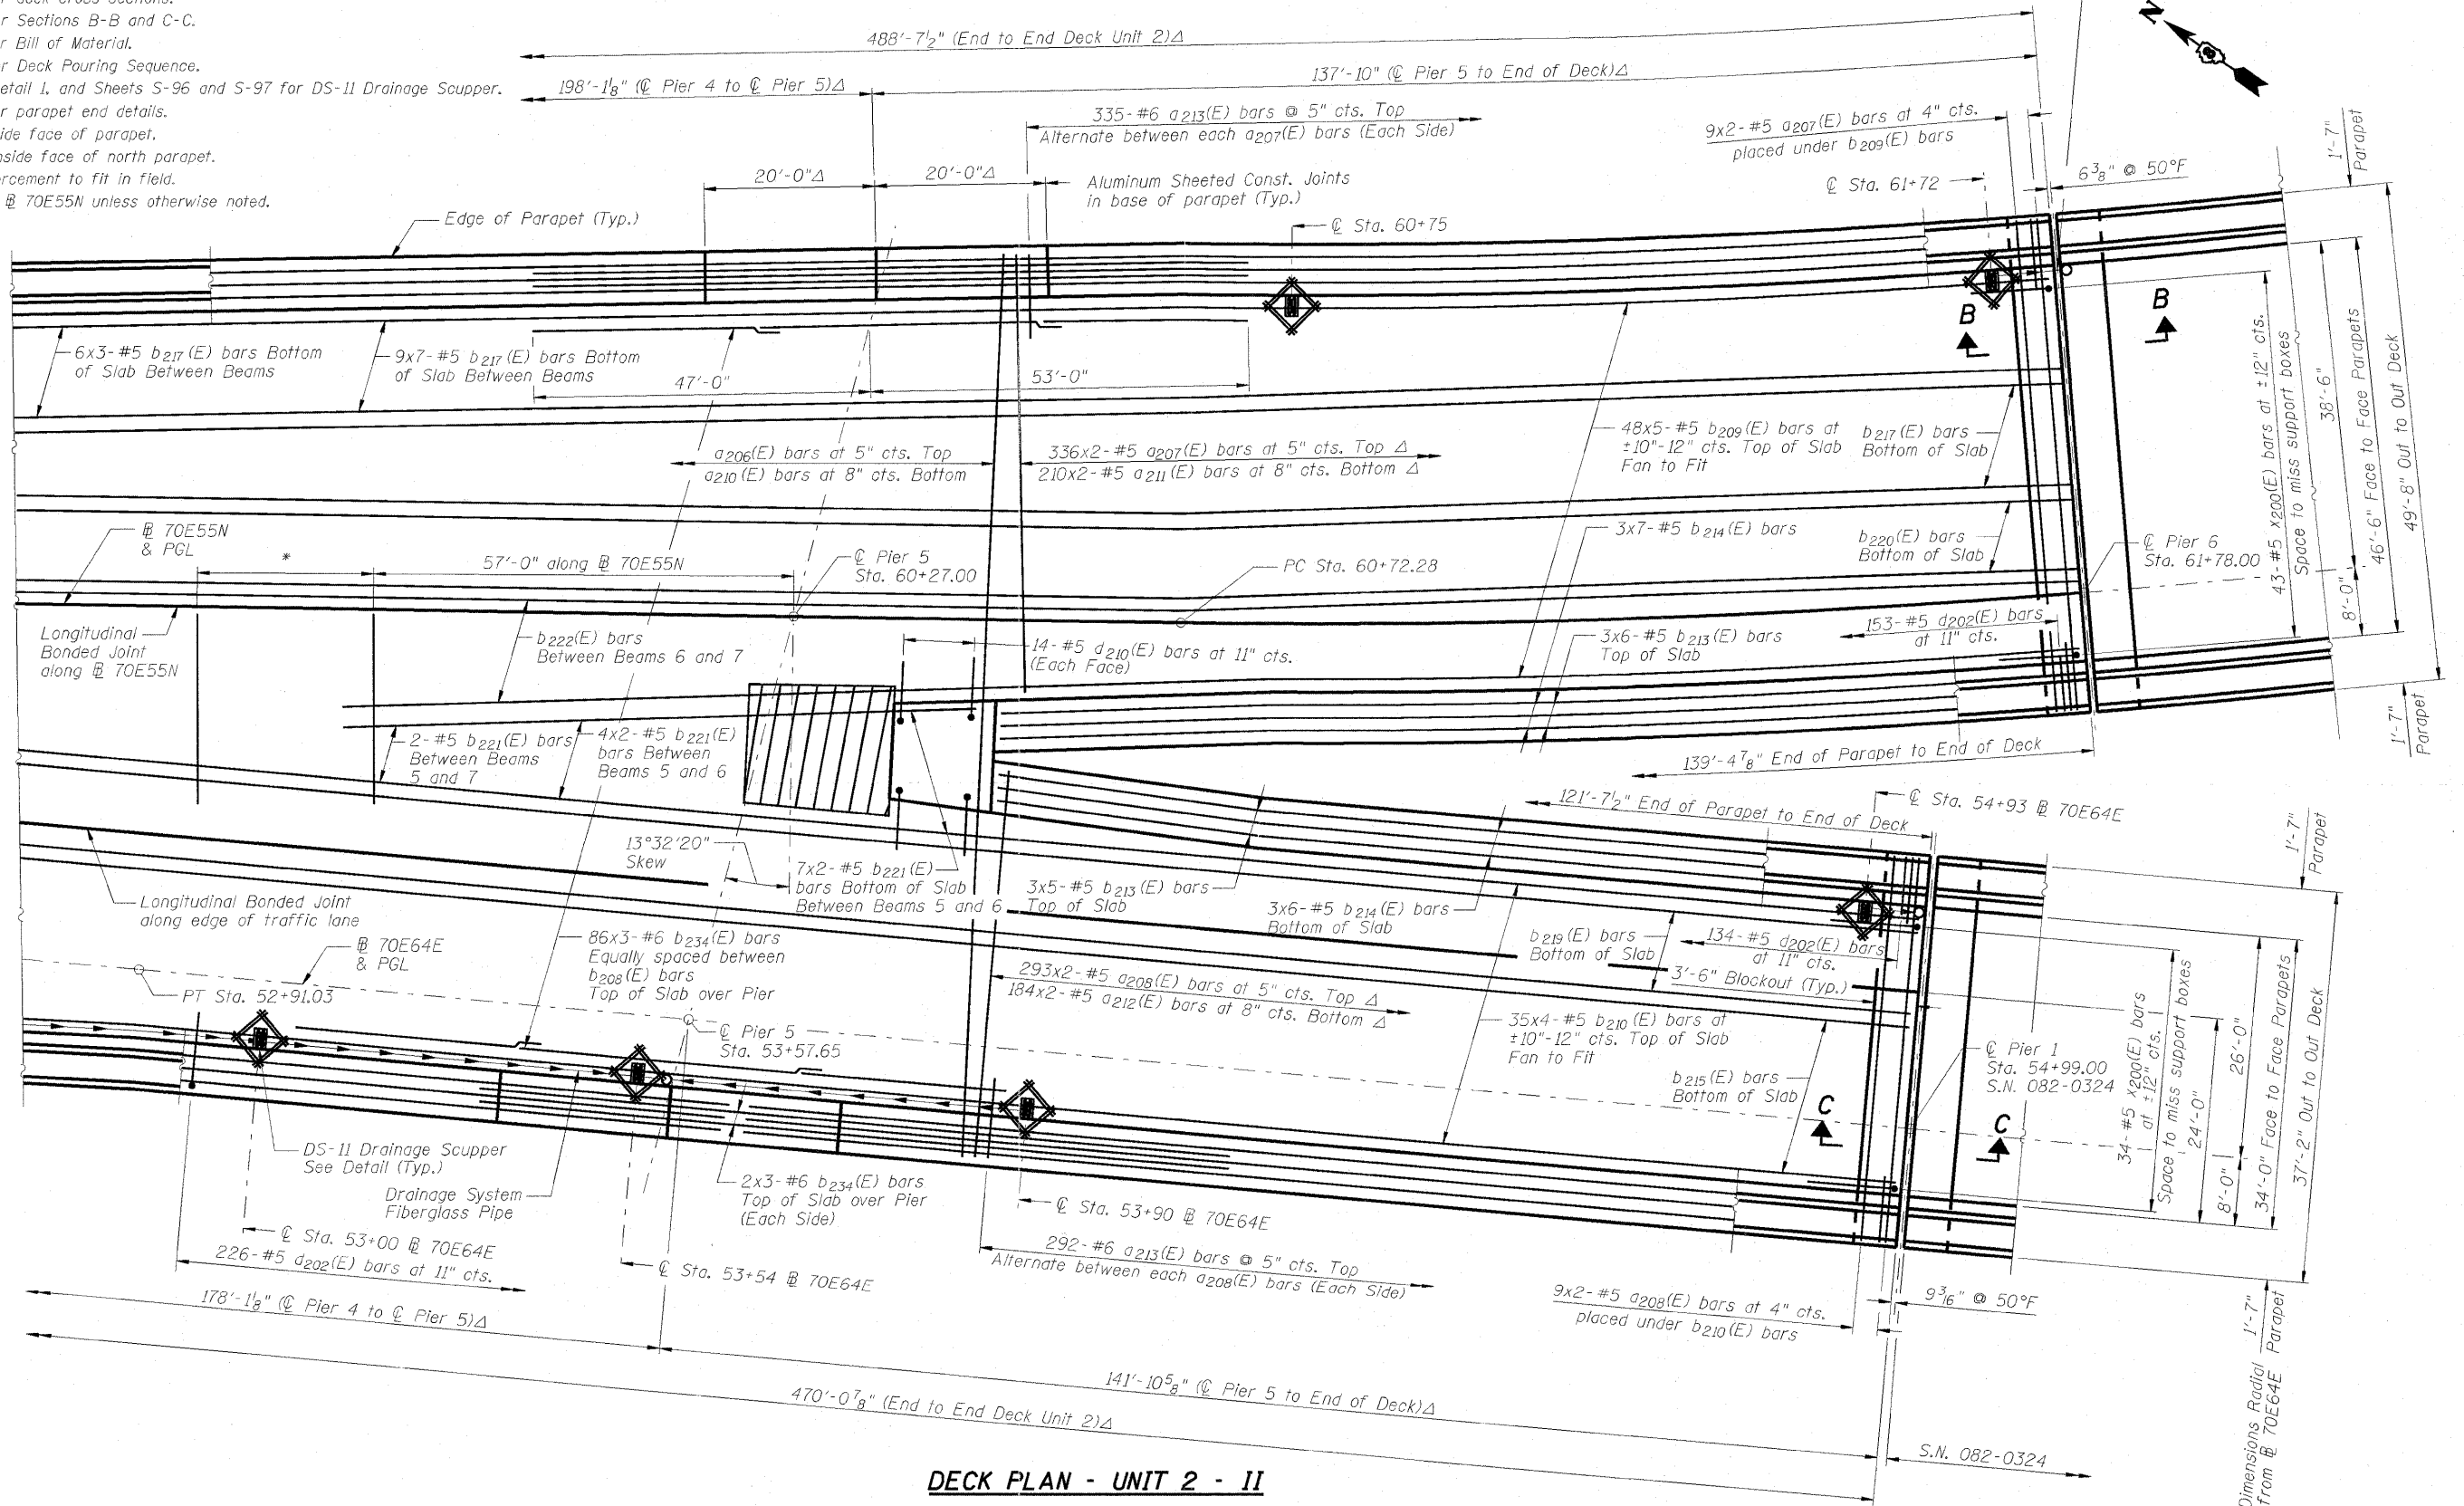 r deck cross sections.
r Sections B-B and C-C.
r Bill of Material.
r Deck Pouring Sequence.
etail 1, and Sheets S-96 and S-97 for DS-11 Drainage Scupper.
r parapet end details.
ide face of parapet.
nside face of north parapet.
rcement to fit in field.
℄ 70E55N unless otherwise noted.
488'-7½" (End to End Deck Unit 2)Δ
198'-1⅛" (℄ Pier 4 to ℄ Pier 5)Δ
137'-10" (℄ Pier 5 to End of Deck)Δ
335-#6 a213(E) bars @ 5" cts. Top
Alternate between each a207(E) bars (Each Side)
9x2-#5 a207(E) bars at 4" cts.
placed under b209(E) bars
N
1'-7"
Parapet
20'-0"Δ
20'-0"Δ
Aluminum Sheeted Const. Joints
in base of parapet (Typ.)
℄ Sta. 61+72
6⅜" @ 50°F
Edge of Parapet (Typ.)
℄ Sta. 60+75
B
B
6x3-#5 b217(E) bars Bottom
of Slab Between Beams
9x7-#5 b217(E) bars Bottom
of Slab Between Beams
47'-0"
53'-0"
43-#5 x200(E) bars at ±12" cts.
Space to miss support boxes
38'-6"
8'-0"
46'-6" Face to Face Parapets
49'-8" Out to Out Deck
a206(E) bars at 5" cts. Top
a210(E) bars at 8" cts. Bottom
336x2-#5 a207(E) bars at 5" cts. Top Δ
210x2-#5 a211(E) bars at 8" cts. Bottom Δ
48x5-#5 b209(E) bars at
±10"-12" cts. Top of Slab
Fan to Fit
b217(E) bars
Bottom of Slab
3x7-#5 b214(E) bars
b220(E) bars
Bottom of Slab
℄ Pier 6
Sta. 61+78.00
℄ 70E55N
& PGL
*
57'-0" along ℄ 70E55N
℄ Pier 5
Sta. 60+27.00
PC Sta. 60+72.28
Longitudinal
Bonded Joint
along ℄ 70E55N
b222(E) bars
Between Beams 6 and 7
14-#5 d210(E) bars at 11" cts.
(Each Face)
3x6-#5 b213(E) bars
Top of Slab
153-#5 d202(E) bars
at 11" cts.
1'-7"
Parapet
2-#5 b221(E) bars
Between Beams
5 and 7
4x2-#5 b221(E)
bars Between
Beams 5 and 6
139'-4⅞" End of Parapet to End of Deck
121'-7½" End of Parapet to End of Deck
℄ Sta. 54+93 ℄ 70E64E
1'-7"
Parapet
13°32'20"
Skew
7x2-#5 b221(E)
bars Bottom of Slab
Between Beams 5 and 6
3x5-#5 b213(E) bars
Top of Slab
3x6-#5 b214(E) bars
Bottom of Slab
b219(E) bars
Bottom of Slab
134-#5 d202(E) bars
at 11" cts.
3'-6" Blockout (Typ.)
Longitudinal Bonded Joint
along edge of traffic lane
℄ 70E64E
& PGL
PT Sta. 52+91.03
86x3-#6 b234(E) bars
Equally spaced between
b208(E) bars
Top of Slab over Pier
293x2-#5 a208(E) bars at 5" cts. Top Δ
184x2-#5 a212(E) bars at 8" cts. Bottom Δ
℄ Pier 5
Sta. 53+57.65
35x4-#5 b210(E) bars at
±10"-12" cts. Top of Slab
Fan to Fit
b215(E) bars
Bottom of Slab
℄ Pier 1
Sta. 54+99.00
S.N. 082-0324
C
C
34-#5 x200(E) bars
at ±12" cts.
Space to miss support boxes
24'-0"
8'-0"
26'-0"
34'-0" Face to Face Parapets
37'-2" Out to Out Deck
DS-11 Drainage Scupper
See Detail (Typ.)
Drainage System
Fiberglass Pipe
2x3-#6 b234(E) bars
Top of Slab over Pier
(Each Side)
℄ Sta. 53+90 ℄ 70E64E
℄ Sta. 53+00 ℄ 70E64E
226-#5 d202(E) bars at 11" cts.
℄ Sta. 53+54 ℄ 70E64E
292-#6 a213(E) bars @ 5" cts. Top
Alternate between each a208(E) bars (Each Side)
9x2-#5 a208(E) bars at 4" cts.
placed under b210(E) bars
9 3/16" @ 50°F
1'-7"
Parapet
178'-1⅛" (℄ Pier 4 to ℄ Pier 5)Δ
141'-10⅝" (℄ Pier 5 to End of Deck)Δ
470'-0⅞" (End to End Deck Unit 2)Δ
Dimensions Radial
from ℄ 70E64E
S.N. 082-0324
DECK PLAN - UNIT 2 - II